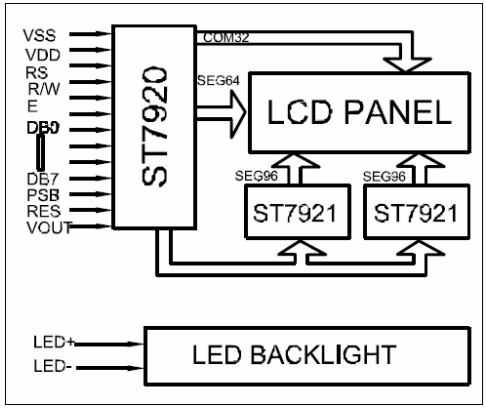 VSS
VDD
RS
R/W
E
DB0
DB7
PSB
RES
VOUT
ST7920
COM32
SEG64
LCD PANEL
SEG96
SEG96
ST7921
ST7921
LED+
LED-
LED BACKLIGHT